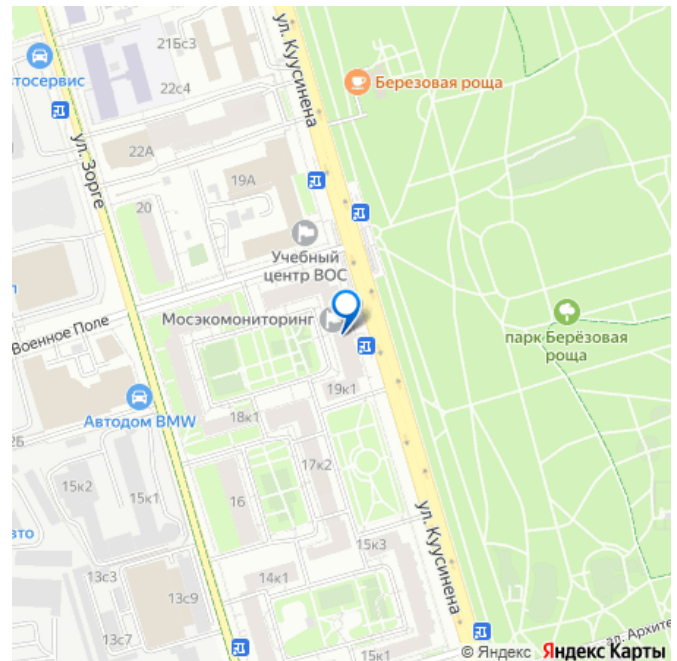 21Бс3
ул. Куусинена
тосервис
22с4
Березовая роща
ул. Зорге
22А
19А
20
Учебный
центр ВОС
Мосэкомониторинг
Военное Поле
парк Берёзовая
роща
19к1
Автодом BMW
18к1
2Б
17к2
15к2
15к1
16
ул. Куусинена
вто
15к3
13с3
14к1
13с9
13с7
15к1
ал. Архите
© Яндекс Яндекс Карты